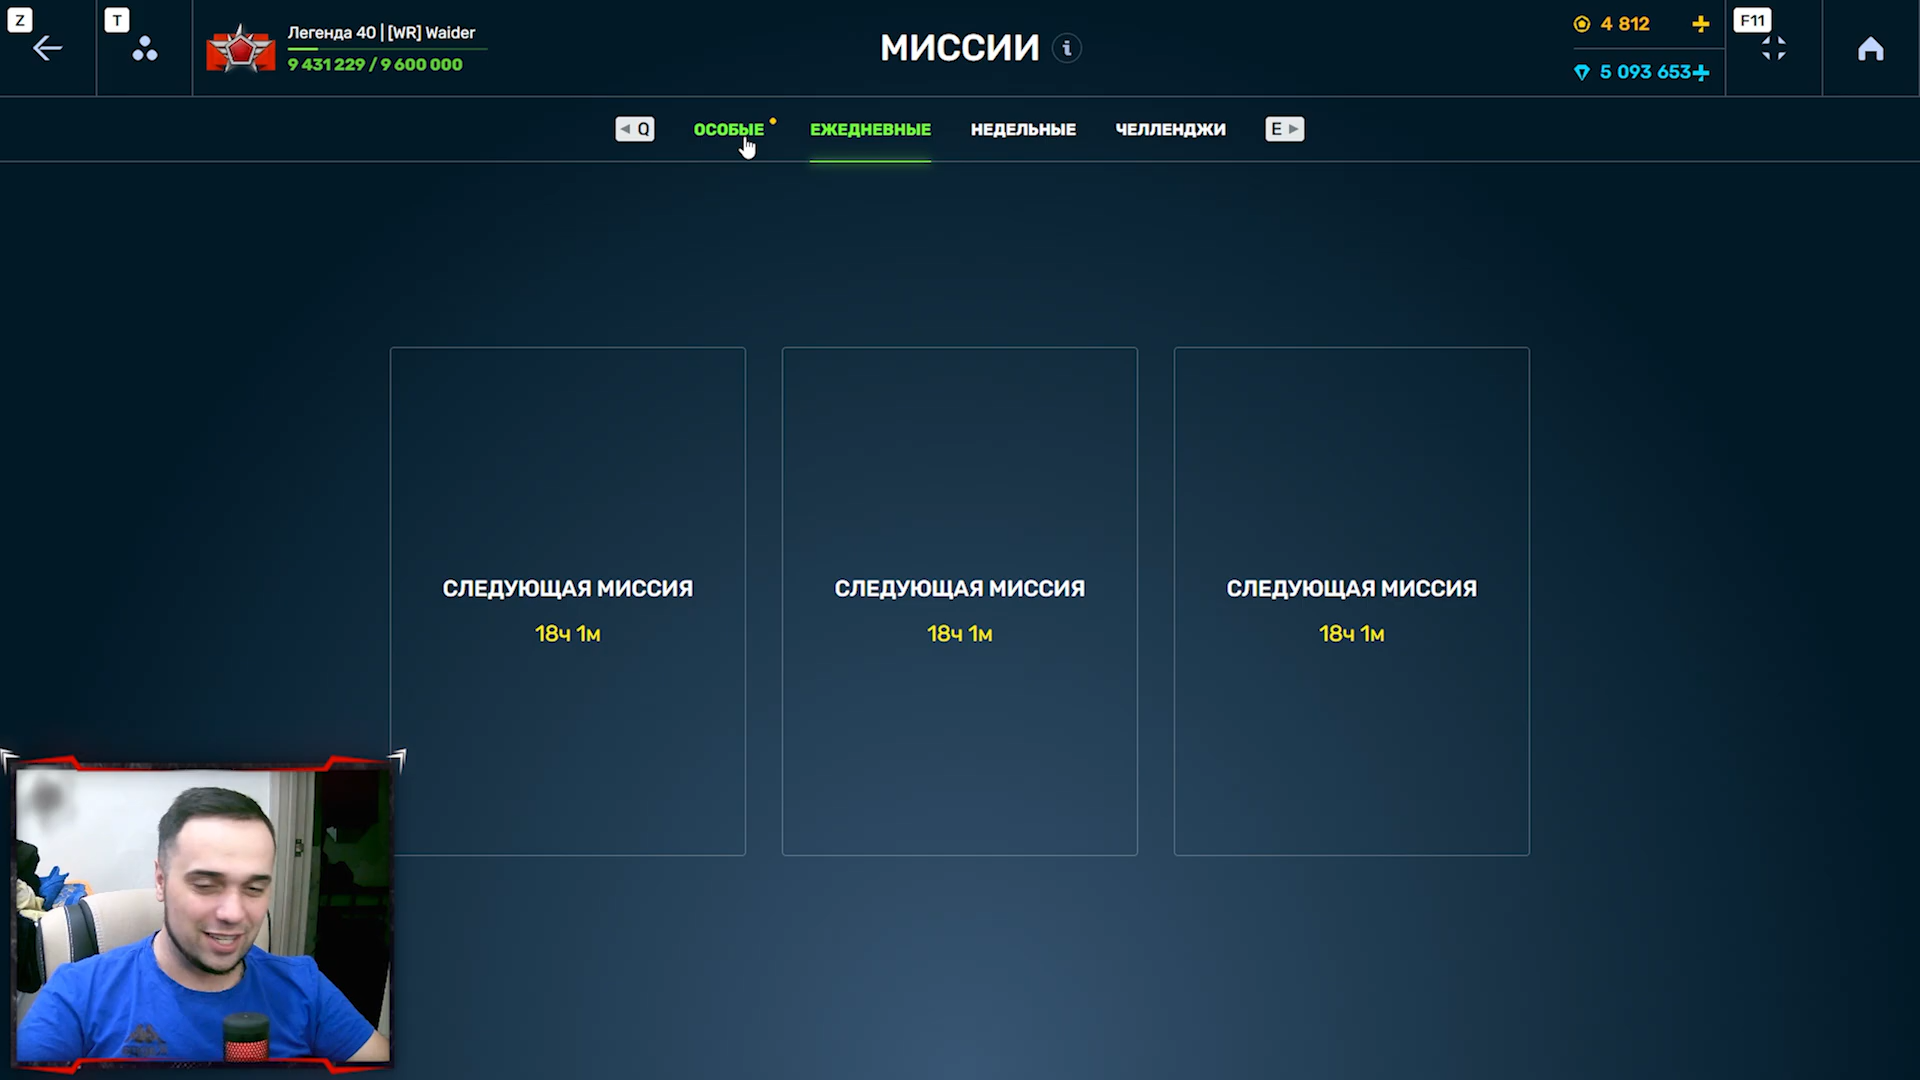 Z
T
Легенда 40 | [WR] Waider
9 431 229 / 9 600 000
МИССИИ
i
4 812
5 093 653
F11
Q
ОСОБЫЕ
ЕЖЕДНЕВНЫЕ
НЕДЕЛЬНЫЕ
ЧЕЛЛЕНДЖИ
E
СЛЕДУЮЩАЯ МИССИЯ
18ч 1м
СЛЕДУЮЩАЯ МИССИЯ
18ч 1м
СЛЕДУЮЩАЯ МИССИЯ
18ч 1м